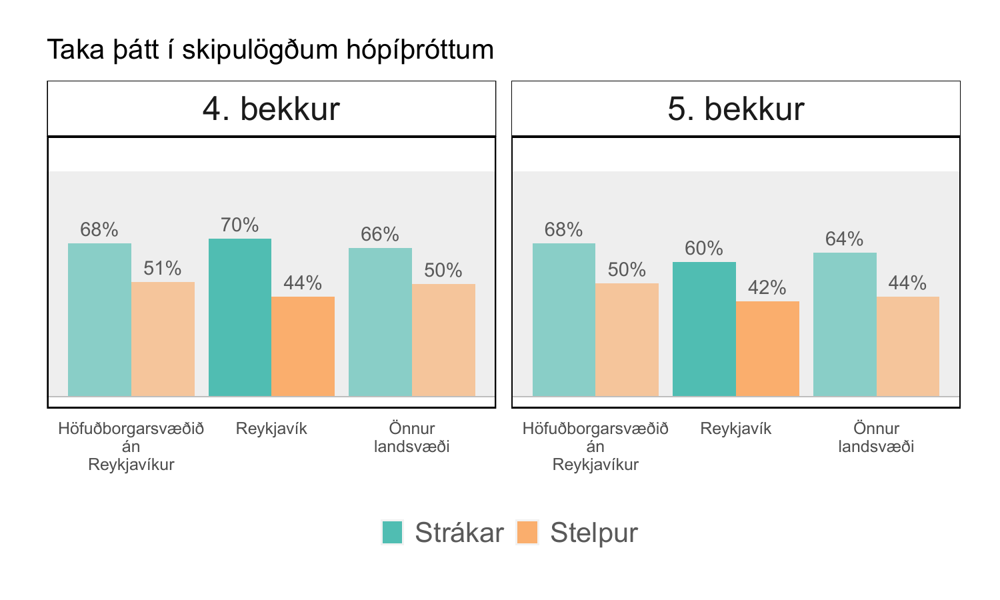 Taka þátt í skipulögðum hópíþróttum
4. bekkur
68%
51%
70%
44%
66%
50%
Höfuðborgarsvæðið
án
Reykjavíkur
Reykjavík
Önnur
landsvæði
5. bekkur
68%
50%
60%
42%
64%
44%
Höfuðborgarsvæðið
án
Reykjavíkur
Reykjavík
Önnur
landsvæði
Strákar Stelpur